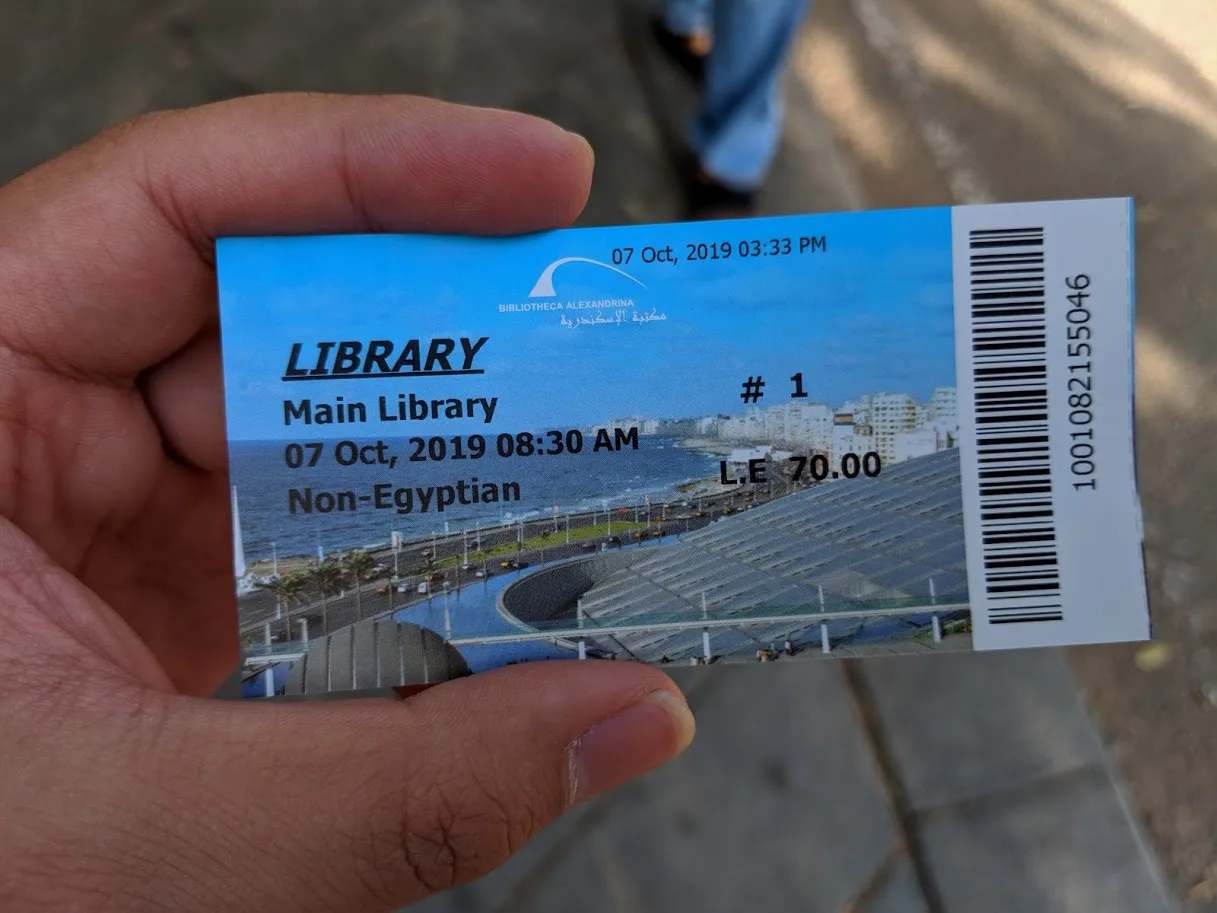 07 Oct, 2019 03:33 PM
BIBLIOTHECA ALEXANDRINA
مكتبة الإسكندرية
LIBRARY
Main Library
# 1
07 Oct, 2019 08:30 AM
L.E 70.00
Non-Egyptian
1001082155046